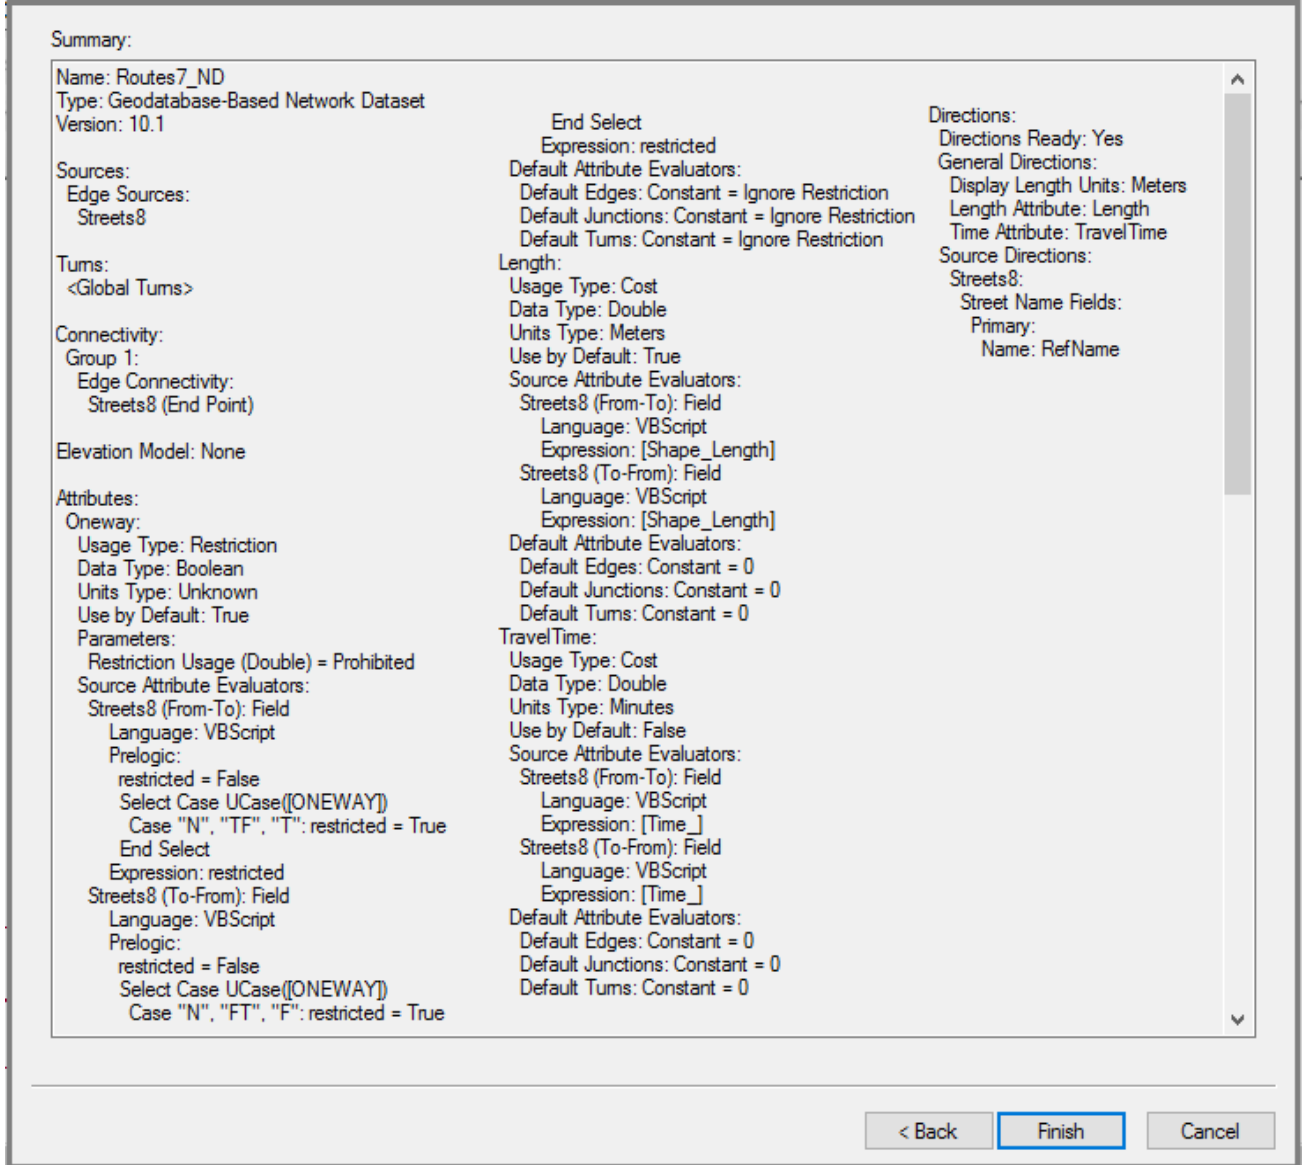 Summary:
Name: Routes7_ND
Type: Geodatabase-Based Network Dataset
Version: 10.1
Sources:
Edge Sources:
Streets8
Turns:
<Global Turns>
Connectivity:
Group 1:
Edge Connectivity:
Streets8 (End Point)
Elevation Model: None
Attributes:
Oneway:
Usage Type: Restriction
Data Type: Boolean
Units Type: Unknown
Use by Default: True
Parameters:
Restriction Usage (Double) = Prohibited
Source Attribute Evaluators:
Streets8 (From-To): Field
Language: VBScript
Prelogic:
restricted = False
Select Case UCase([ONEWAY])
Case "N", "TF", "T": restricted = True
End Select
Expression: restricted
Streets8 (To-From): Field
Language: VBScript
Prelogic:
restricted = False
Select Case UCase([ONEWAY])
Case "N", "FT", "F": restricted = True
End Select
Expression: restricted
Default Attribute Evaluators:
Default Edges: Constant = Ignore Restriction
Default Junctions: Constant = Ignore Restriction
Default Turns: Constant = Ignore Restriction
Length:
Usage Type: Cost
Data Type: Double
Units Type: Meters
Use by Default: True
Source Attribute Evaluators:
Streets8 (From-To): Field
Language: VBScript
Expression: [Shape_Length]
Streets8 (To-From): Field
Language: VBScript
Expression: [Shape_Length]
Default Attribute Evaluators:
Default Edges: Constant = 0
Default Junctions: Constant = 0
Default Turns: Constant = 0
TravelTime:
Usage Type: Cost
Data Type: Double
Units Type: Minutes
Use by Default: False
Source Attribute Evaluators:
Streets8 (From-To): Field
Language: VBScript
Expression: [Time_]
Streets8 (To-From): Field
Language: VBScript
Expression: [Time_]
Default Attribute Evaluators:
Default Edges: Constant = 0
Default Junctions: Constant = 0
Default Turns: Constant = 0
Directions:
Directions Ready: Yes
General Directions:
Display Length Units: Meters
Length Attribute: Length
Time Attribute: TravelTime
Source Directions:
Streets8:
Street Name Fields:
Primary:
Name: RefName
< Back
Finish
Cancel